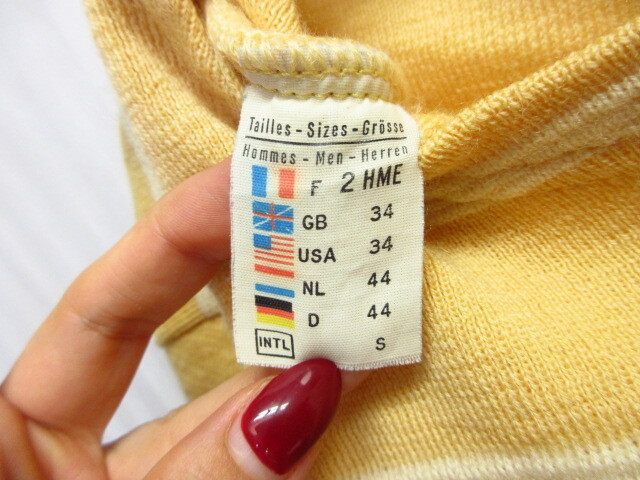 Tailles - Sizes - Grösse
Hommes - Men - Herren
F 2 HME
GB 34
USA 34
NL 44
D 44
INTL S